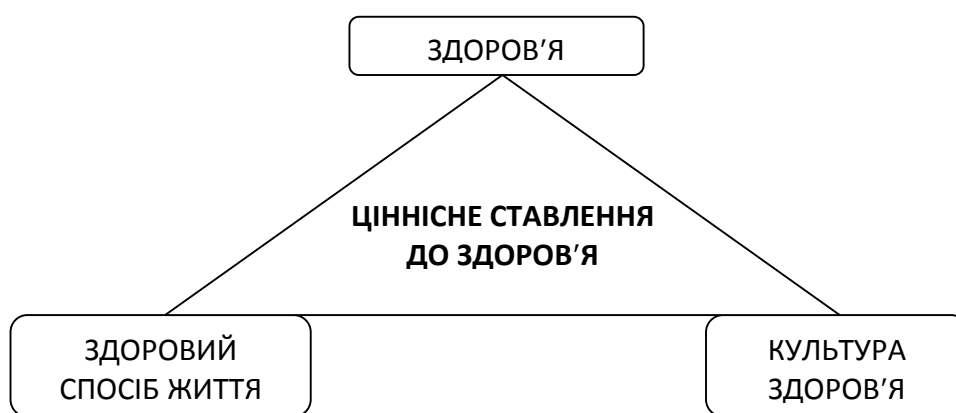 ЗДОРОВ’Я
ЦІННІСНЕ СТАВЛЕННЯ
ДО ЗДОРОВ’Я
ЗДОРОВИЙ
СПОСІБ ЖИТТЯ
КУЛЬТУРА
ЗДОРОВ’Я